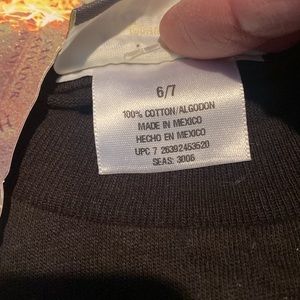 6/7
100% COTTON/ALGODON
MADE IN MEXICO
HECHO EN MEXICO
UPC 7 26392453520
SEAS: 3006